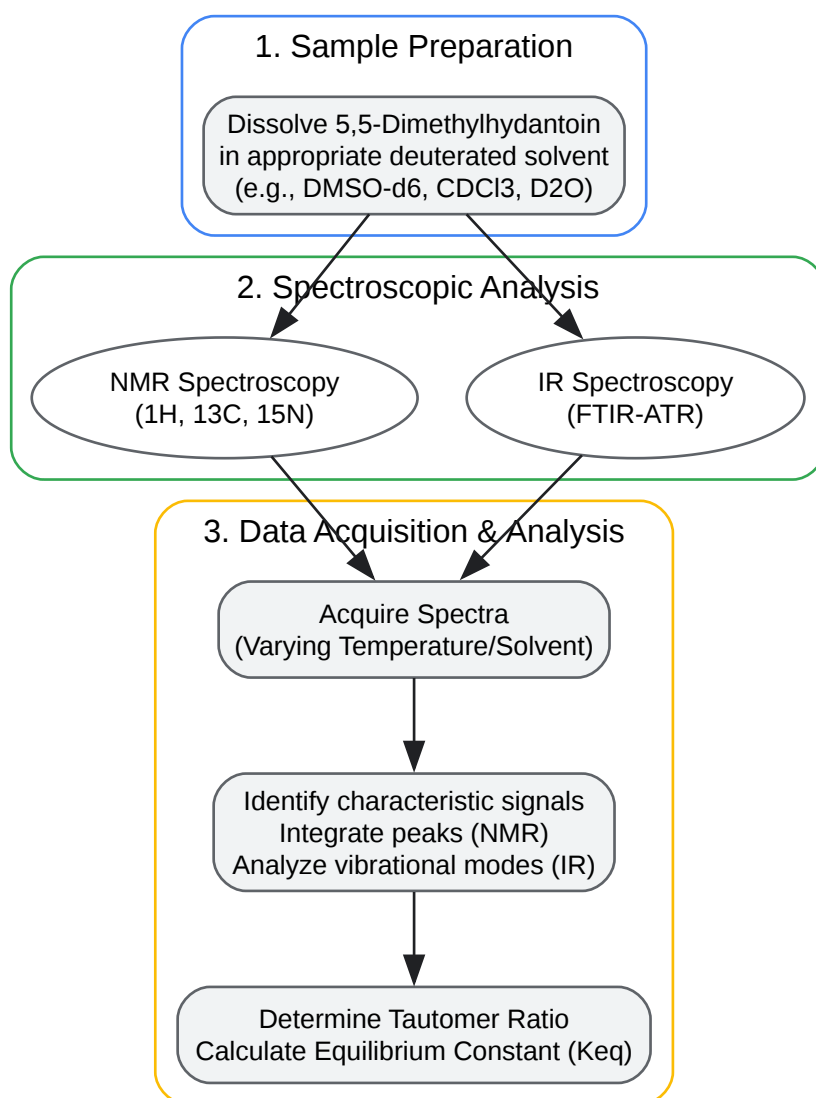 1. Sample Preparation
Dissolve 5,5-Dimethylhydantoin
in appropriate deuterated solvent
(e.g., DMSO-d6, CDCl3, D2O)
2. Spectroscopic Analysis
NMR Spectroscopy
(1H, 13C, 15N)
IR Spectroscopy
(FTIR-ATR)
3. Data Acquisition & Analysis
Acquire Spectra
(Varying Temperature/Solvent)
Identify characteristic signals
Integrate peaks (NMR)
Analyze vibrational modes (IR)
Determine Tautomer Ratio
Calculate Equilibrium Constant (Keq)